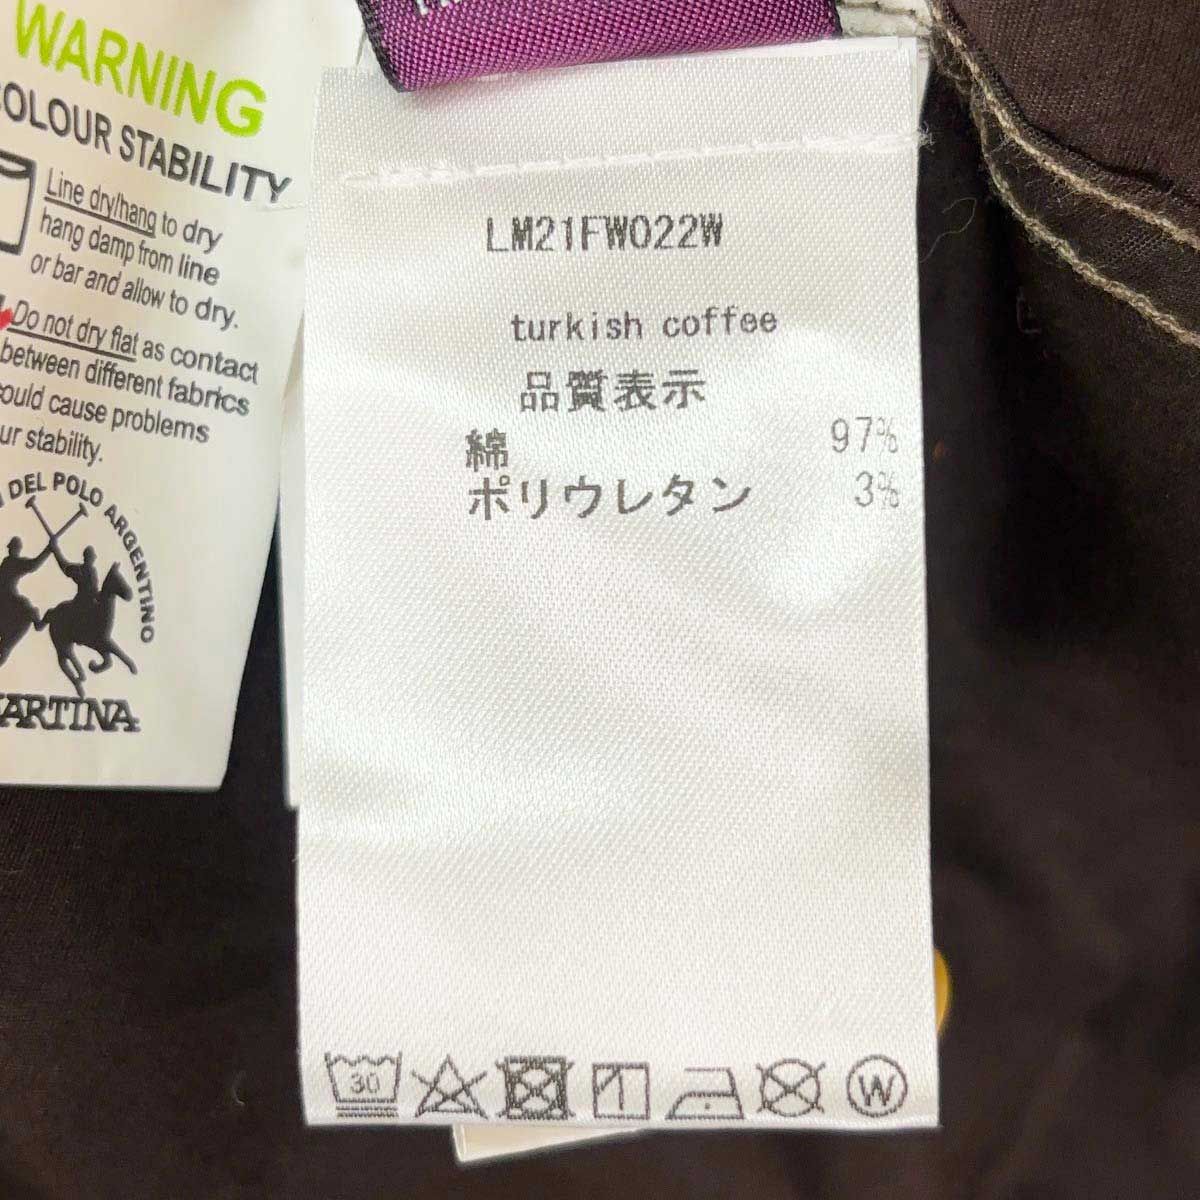 WARNING
COLOUR STABILITY
Line dry/hang to dry
hang damp from line
or bar and allow to dry.
Do not dry flat as contact
between different fabrics
could cause problems
stability.
DEL POLO ARGENTINO
LM21FW022W
turkish coffee
品質表示
綿 97%
ポリウレタン 3%
30
W